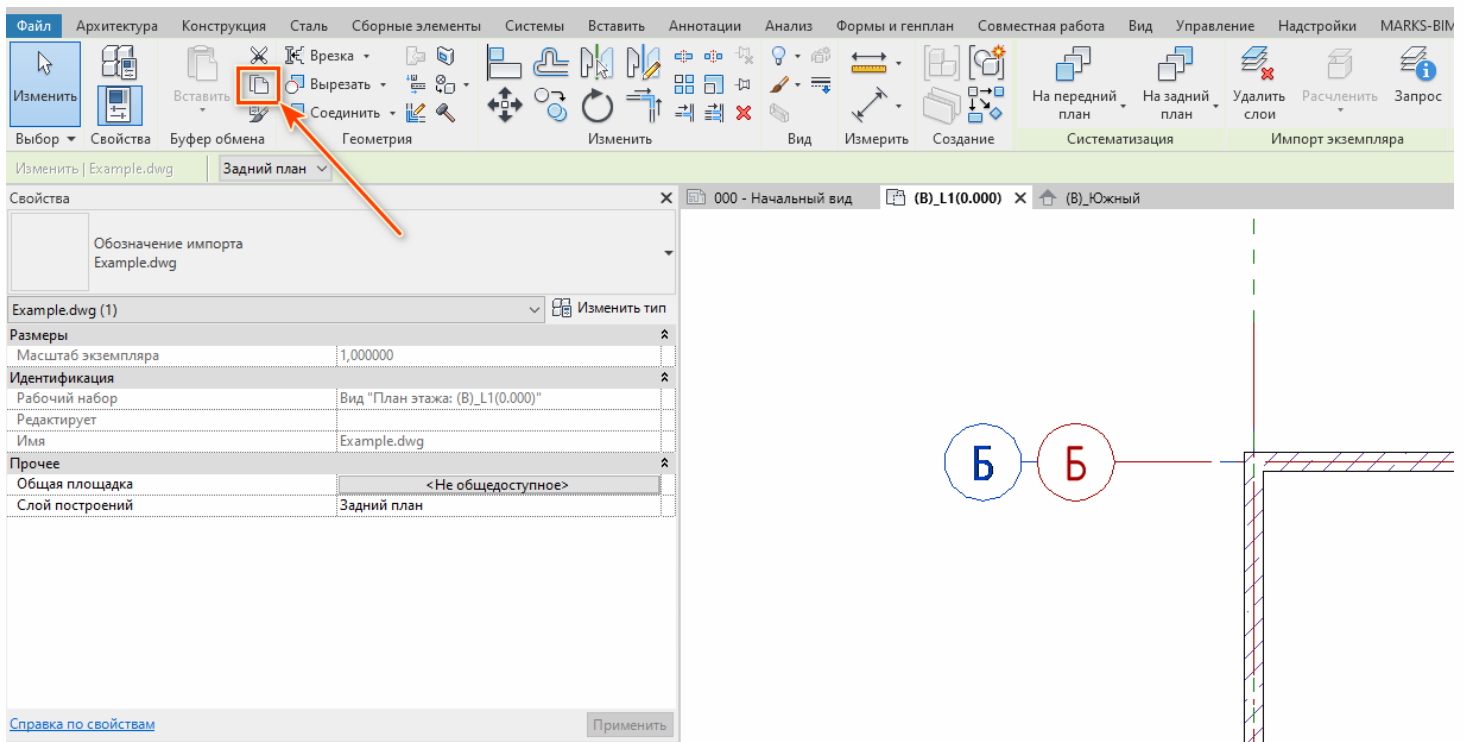 Файл Архитектура Конструкция Сталь Сборные элементы Системы Вставить Аннотации Анализ Формы и генплан Совместная работа Вид Управление Надстройки MARKS-BIM
Врезка
Вырезать
Соединить
Изменить
Вставить
На передний план
На задний план
Удалить слои
Расчленить
Запрос
Выбор Свойства Буфер обмена Геометрия Изменить Вид Измерить Создание Систематизация Импорт экземпляра
Изменить | Example.dwg Задний план
Свойства
000 - Начальный вид (В)_L1(0.000) (В)_Южный
Обозначение импорта
Example.dwg
Example.dwg (1) Изменить тип
Размеры
Масштаб экземпляра 1,000000
Идентификация
Рабочий набор Вид "План этажа: (В)_L1(0.000)"
Редактирует
Имя Example.dwg
Прочее
Общая площадка <Не общедоступное>
Слой построений Задний план
Б Б
Справка по свойствам Применить